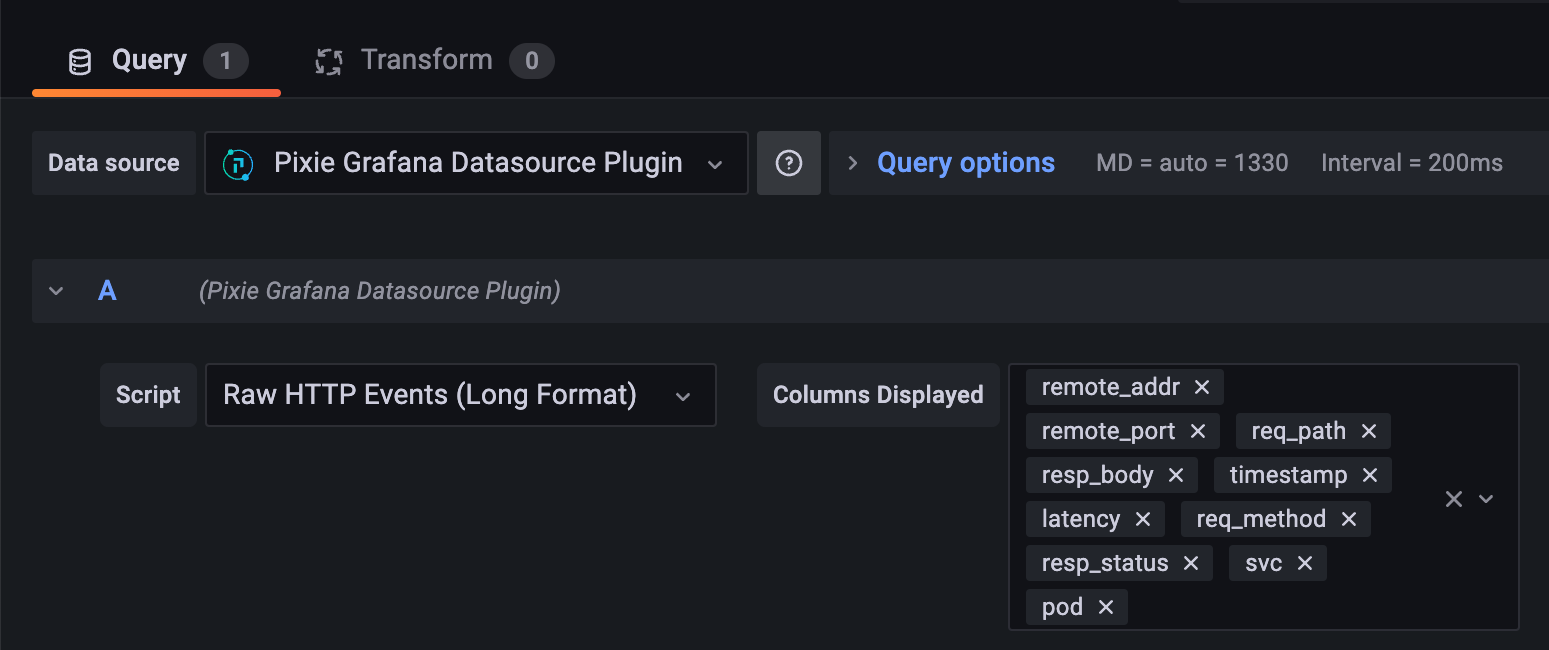 Query 1 Transform 0
Data source Pixie Grafana Datasource Plugin Query options MD = auto = 1330 Interval = 200ms
A (Pixie Grafana Datasource Plugin)
Script Raw HTTP Events (Long Format) Columns Displayed
remote_addr
remote_port req_path
resp_body timestamp
latency req_method
resp_status svc
pod